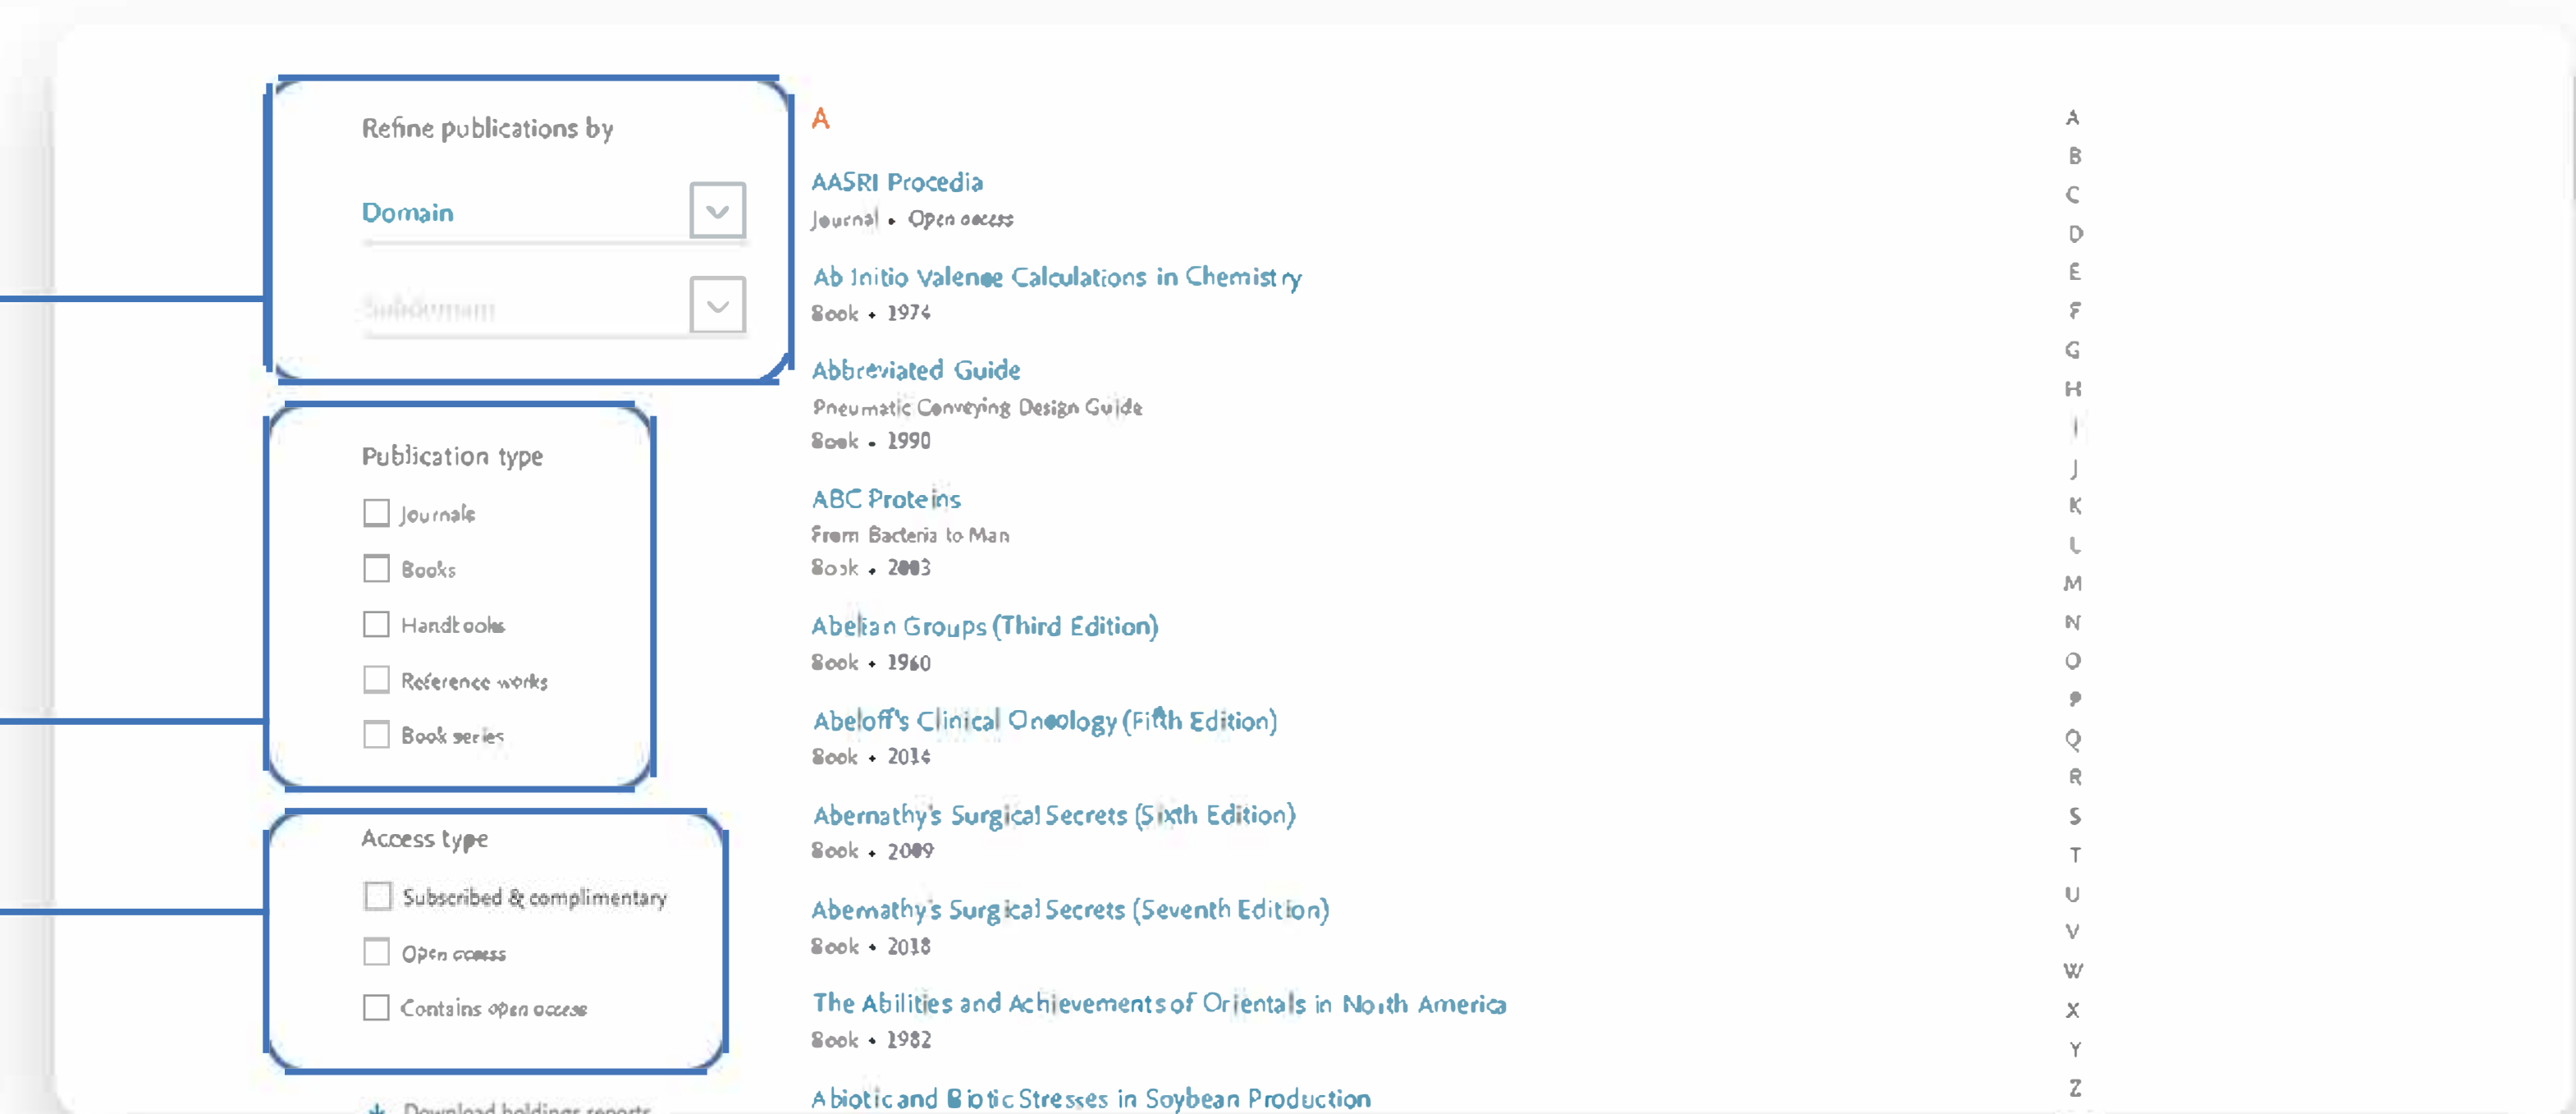 Refine publications by
Domain
Subdomain
Publication type
Journals
Books
Handbooks
Reference works
Book series
Access type
Subscribed & complimentary
Open access
Contains open access
Download holdings reports
A
AASRI Procedia
Journal • Open access
Ab Initio Valence Calculations in Chemistry
Book • 1974
Abbreviated Guide
Pneumatic Conveying Design Guide
Book • 1990
ABC Proteins
From Bacteria to Man
Book • 2003
Abelian Groups (Third Edition)
Book • 1960
Abeloff's Clinical Oncology (Fifth Edition)
Book • 2014
Abernathy's Surgical Secrets (Sixth Edition)
Book • 2009
Abernathy's Surgical Secrets (Seventh Edition)
Book • 2018
The Abilities and Achievements of Orientals in North America
Book • 1982
Abiotic and Biotic Stresses in Soybean Production
A
B
C
D
E
F
G
H
I
J
K
L
M
N
O
P
Q
R
S
T
U
V
W
X
Y
Z